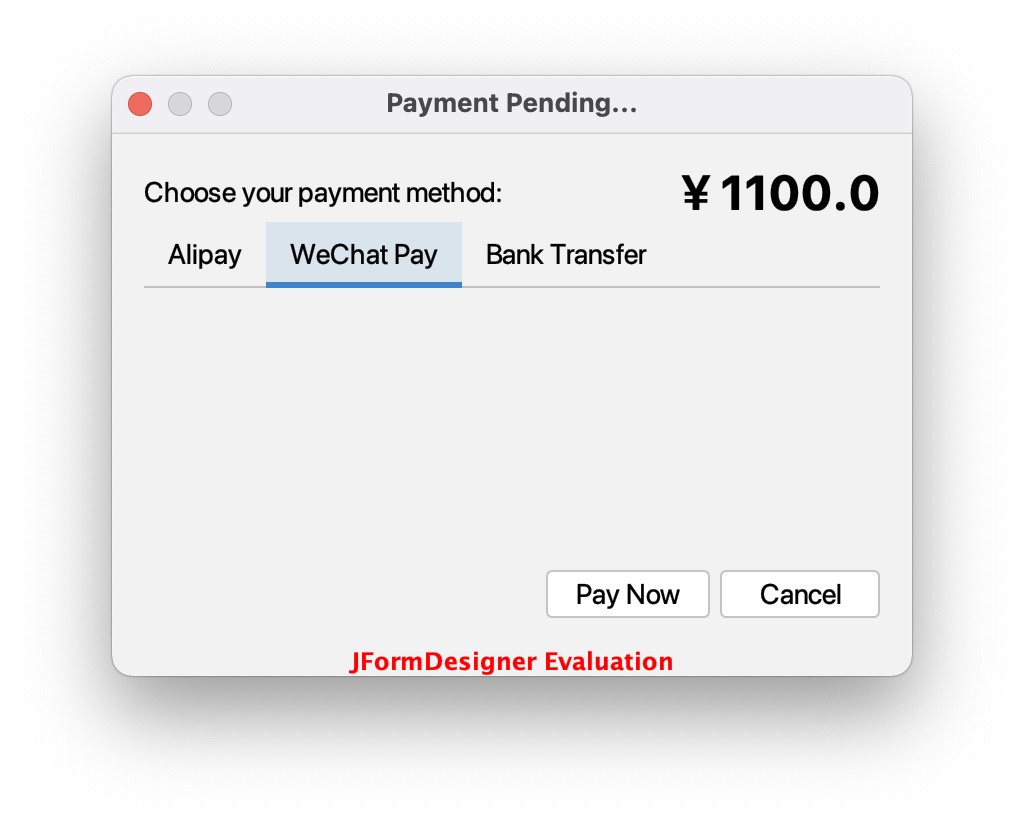 Payment Pending...
Choose your payment method:
¥ 1100.0
Alipay WeChat Pay Bank Transfer
Pay Now Cancel
JFormDesigner Evaluation